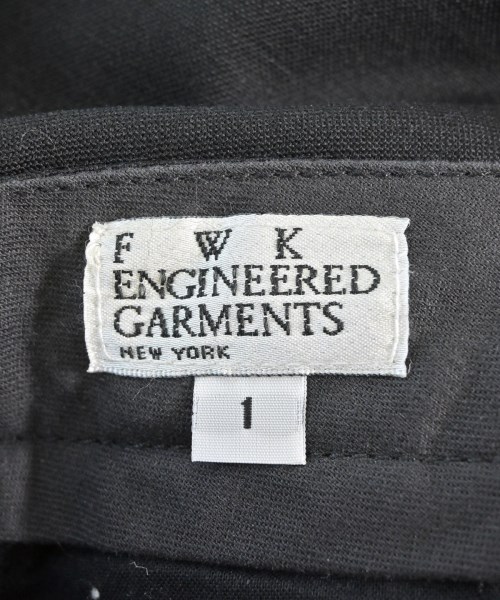 F W K
ENGINEERED
GARMENTS
NEW YORK
1